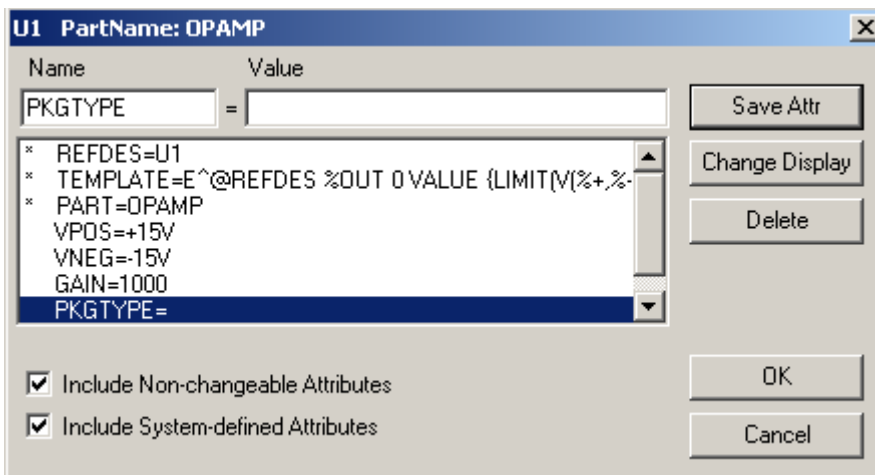 U1 PartName: OPAMP
Name Value
PKGTYPE =
Save Attr
* REFDES=U1
* TEMPLATE=E^@REFDES %OUT 0 VALUE {LIMIT(V(%+,%-
* PART=OPAMP
VPOS=+15V
VNEG=-15V
GAIN=1000
PKGTYPE=
Change Display
Delete
Include Non-changeable Attributes
Include System-defined Attributes
OK
Cancel